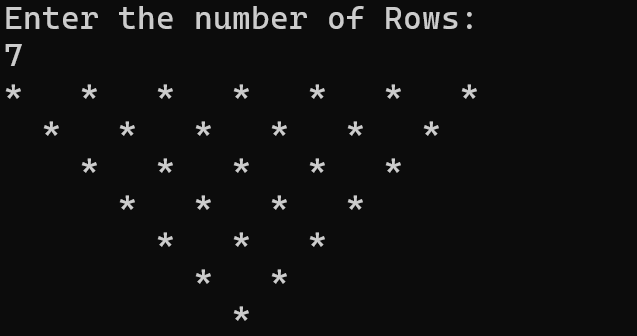 Enter the number of Rows:
7
*   *   *   *   *   *   *
  *   *   *   *   *   *
    *   *   *   *   *
      *   *   *   *
        *   *   *
          *   *
            *